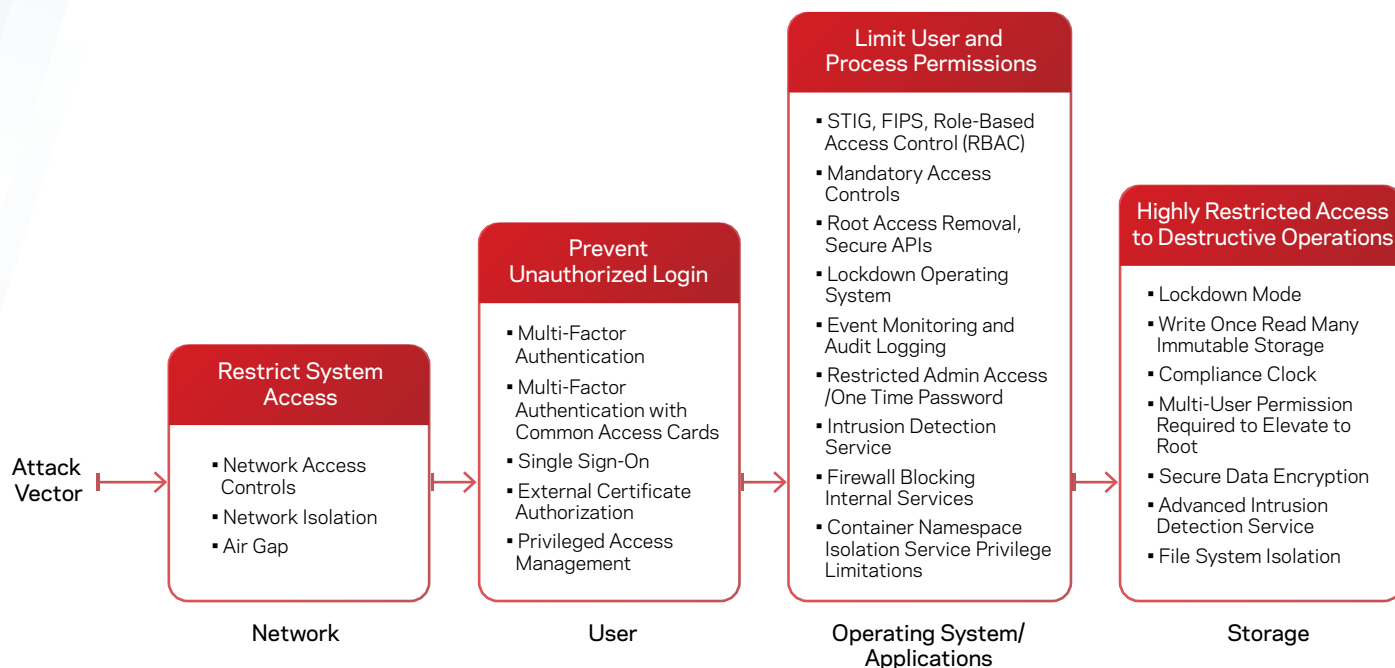 Attack
Vector
Restrict System
Access
▪ Network Access
Controls
▪ Network Isolation
▪ Air Gap
Network
Prevent
Unauthorized Login
▪ Multi-Factor
Authentication
▪ Multi-Factor
Authentication with
Common Access Cards
▪ Single Sign-On
▪ External Certificate
Authorization
▪ Privileged Access
Management
User
Limit User and
Process Permissions
▪ STIG, FIPS, Role-Based
Access Control (RBAC)
▪ Mandatory Access
Controls
▪ Root Access Removal,
Secure APIs
▪ Lockdown Operating
System
▪ Event Monitoring and
Audit Logging
▪ Restricted Admin Access
/One Time Password
▪ Intrusion Detection
Service
▪ Firewall Blocking
Internal Services
▪ Container Namespace
Isolation Service Privilege
Limitations
Operating System/
Applications
Highly Restricted Access
to Destructive Operations
▪ Lockdown Mode
▪ Write Once Read Many
Immutable Storage
▪ Compliance Clock
▪ Multi-User Permission
Required to Elevate to
Root
▪ Secure Data Encryption
▪ Advanced Intrusion
Detection Service
▪ File System Isolation
Storage